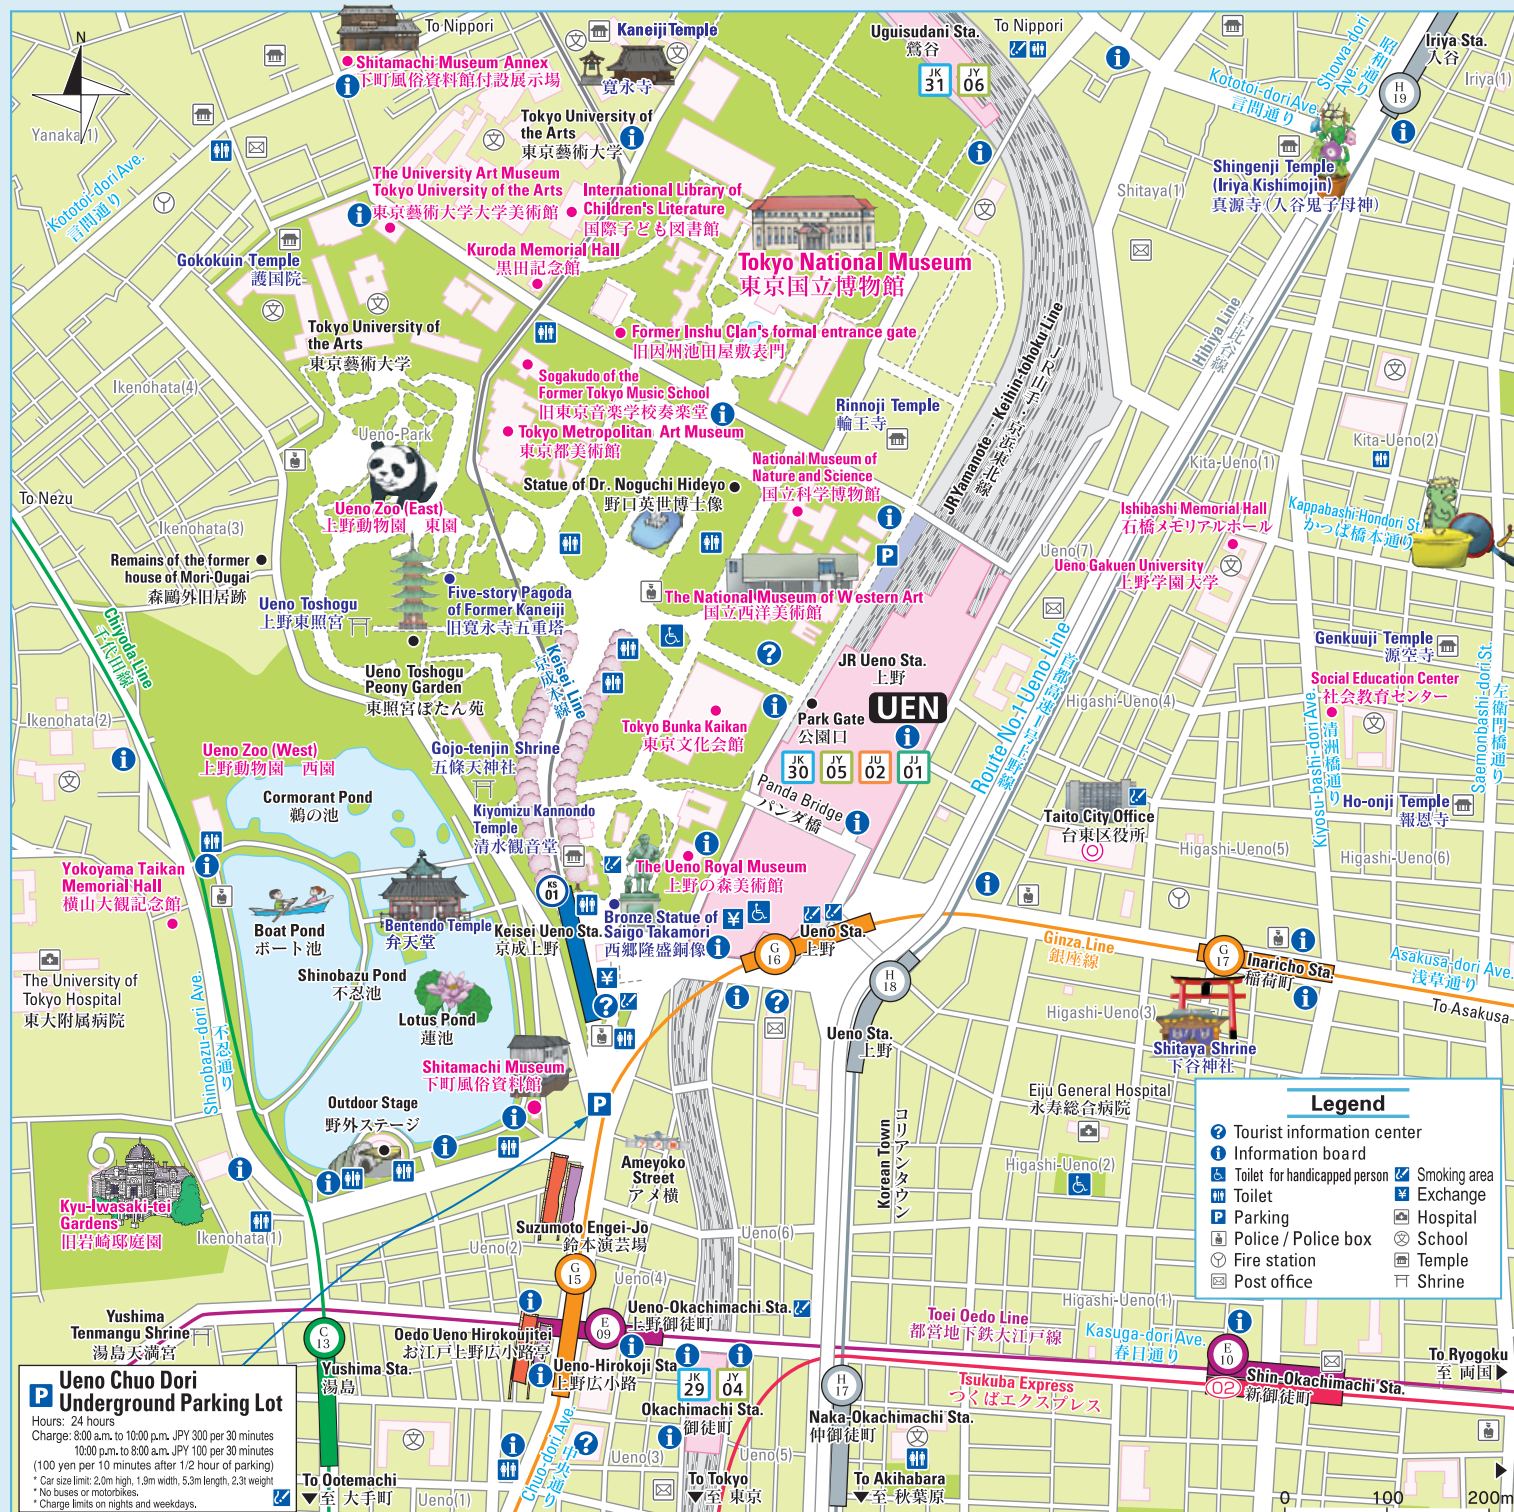 N
To Nippori
Shitamachi Museum Annex
下町風俗資料館付設展示場
Kaneiji Temple
寛永寺
Uguisudani Sta.
鶯谷
JK
31
JY
06
To Nippori
Showa-dori
Ave.
昭和通り
Iriya Sta.
入谷
Iriya(1)
H
19
Kototoi-dori Ave.
言問通り
Yanaka(1)
Kototoi-dori Ave.
言問通り
Tokyo University of
the Arts
東京藝術大学
The University Art Museum
Tokyo University of the Arts
東京藝術大学大学美術館
International Library of
Children's Literature
国際子ども図書館
Shingenji Temple
(Iriya Kishimojin)
真源寺(入谷鬼子母神)
Shitaya(1)
Kuroda Memorial Hall
黒田記念館
Gokokuin Temple
護国院
Tokyo National Museum
東京国立博物館
Tokyo University of
the Arts
東京藝術大学
Former Inshu Clan's formal entrance gate
旧因州池田屋敷表門
Hibiya Line
日比谷線
JR Yamanote・Keihin-tohoku Line
JR山手・京浜東北線
Ikenohata(4)
Sogakudo of the
Former Tokyo Music School
旧東京音楽学校奏楽堂
Rinnoji Temple
輪王寺
Ueno-Park
Tokyo Metropolitan Art Museum
東京都美術館
National Museum of
Nature and Science
国立科学博物館
Kita-Ueno(2)
Kita-Ueno(1)
To Nezu
Ueno Zoo (East)
上野動物園 東園
Statue of Dr. Noguchi Hideyo
野口英世博士像
Ishibashi Memorial Hall
石橋メモリアルホール
Kappabashi-Hondori St.
かっぱ橋本通り
Ikenohata(3)
Remains of the former
house of Mori-Ougai
森鷗外旧居跡
Ueno(7)
Ueno Gakuen University
上野学園大学
Ueno Toshogu
上野東照宮
Five-story Pagoda
of Former Kaneiji
旧寛永寺五重塔
The National Museum of Western Art
国立西洋美術館
Chiyoda Line
千代田線
Keisei Line
京成本線
Ueno Toshogu
Peony Garden
東照宮ぼたん苑
JR Ueno Sta.
上野
UEN
Route No.1 Ueno-Line
首都高速1号上野線
Genkuuji Temple
源空寺
Social Education Center
社会教育センター
Saemonbashi-dori St.
左衛門橋通り
Higashi-Ueno(4)
Ikenohata(2)
Park Gate
公園口
Tokyo Bunka Kaikan
東京文化会館
Kiyosu-bashi-dori Ave.
清洲橋通り
Ueno Zoo (West)
上野動物園 西園
Gojo-tenjin Shrine
五條天神社
JK
30
JY
05
JU
02
JJ
01
Panda Bridge
パンダ橋
Cormorant Pond
鵜の池
Kiyomizu Kannondo
Temple
清水観音堂
Taito City Office
台東区役所
Ho-onji Temple
報恩寺
Higashi-Ueno(5)
Higashi-Ueno(6)
Yokoyama Taikan
Memorial Hall
横山大観記念館
The Ueno Royal Museum
上野の森美術館
KS
01
Boat Pond
ボート池
Bentendo Temple
弁天堂
Keisei Ueno Sta.
京成上野
Bronze Statue of
Saigo Takamori
西郷隆盛銅像
Ueno Sta.
上野
G
16
Ginza Line
銀座線
G
17
Inaricho Sta.
稲荷町
Asakusa-dori Ave.
浅草通り
To Asakusa
The University of
Tokyo Hospital
東大附属病院
Shinobazu Pond
不忍池
H
18
Lotus Pond
蓮池
Higashi-Ueno(3)
Shinobazu-dori Ave.
不忍通り
Ueno Sta.
上野
Shitaya Shrine
下谷神社
Shitamachi Museum
下町風俗資料館
Outdoor Stage
野外ステージ
Eiju General Hospital
永寿総合病院
Korean Town
コリアンタウン
Higashi-Ueno(2)
Ameyoko
Street
アメ横
Legend
Tourist information center
Information board
Toilet for handicapped person
Smoking area
Toilet
Exchange
Parking
Hospital
Police / Police box
School
Fire station
Temple
Post office
Shrine
Kyu-Iwasaki-tei
Gardens
旧岩崎邸庭園
Ikenohata(1)
Suzumoto Engei-Jo
鈴本演芸場
Ueno(2)
Ueno(6)
G
15
Ueno(4)
Higashi-Ueno(1)
Yushima
Tenmangu Shrine
湯島天満宮
C
13
Yushima Sta.
湯島
Oedo Ueno Hirokoujitei
お江戸上野広小路亭
E
09
Ueno-Okachimachi Sta.
上野御徒町
Toei Oedo Line
都営地下鉄大江戸線
Kasuga-dori Ave.
春日通り
E
10
02
Shin-Okachimachi Sta.
新御徒町
To Ryogoku
至 両国
Ueno-Hirokoji Sta.
上野広小路
JK
29
JY
04
Okachimachi Sta.
御徒町
H
17
Tsukuba Express
つくばエクスプレス
Naka-Okachimachi Sta.
仲御徒町
P
Ueno Chuo Dori
Underground Parking Lot
Hours: 24 hours
Charge: 8:00 a.m. to 10:00 p.m. JPY 300 per 30 minutes
10:00 p.m. to 8:00 a.m. JPY 100 per 30 minutes
(100 yen per 10 minutes after 1/2 hour of parking)
* Car size limit: 2.0m high, 1.9m width, 5.3m length, 2.3t weight
* No buses or motorbikes.
* Charge limits on nights and weekdays.
To Ootemachi
至 大手町
Ueno(1)
Chuo-dori Ave.
中央通り
Ueno(3)
Ueno(5)
To Tokyo
至 東京
To Akihabara
至 秋葉原
0 100 200m